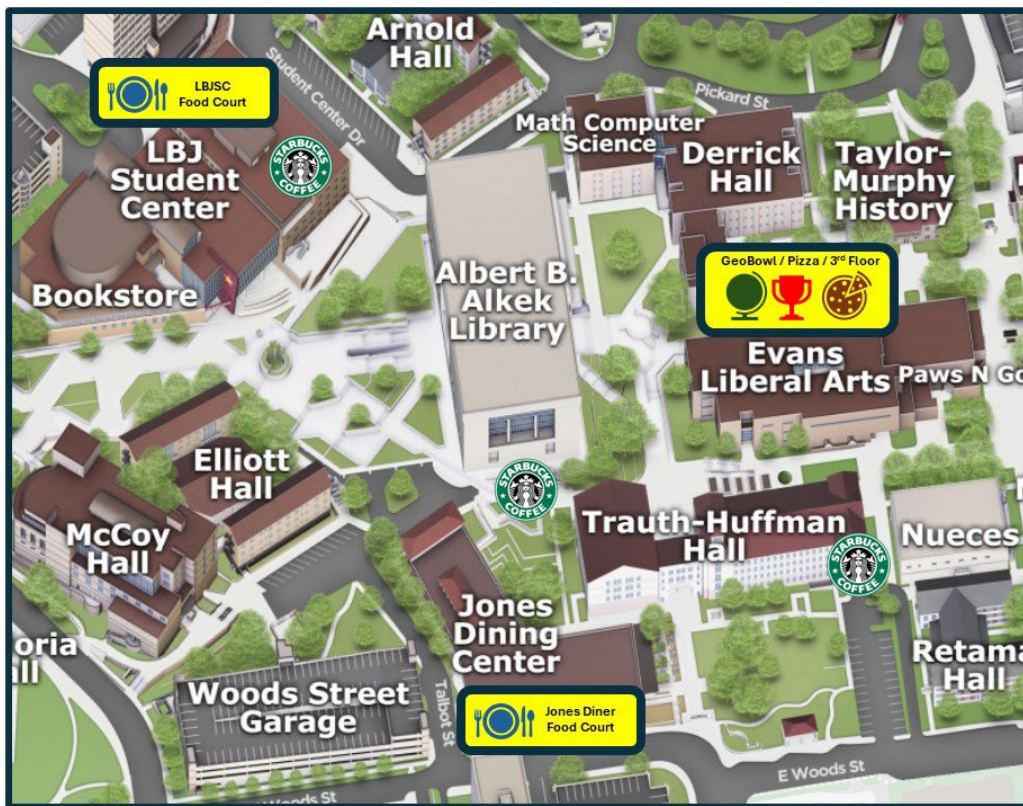 Arnold
Hall
Student Center Dr
Pickard St
LBJSC
Food Court
STARBUCKS
COFFEE
LBJ
Student
Center
Math Computer
Science
Derrick
Hall
Taylor-
Murphy
History
Bookstore
Albert B.
Alkek
Library
GeoBowl / Pizza / 3rd Floor
Evans
Liberal Arts
Paws N Go
Elliott
Hall
McCoy
Hall
STARBUCKS
COFFEE
Trauth-Huffman
Hall
STARBUCKS
COFFEE
Nueces
Jones
Dining
Center
oria
ll
Woods Street
Garage
Talbot St
Retama
Hall
Jones Diner
Food Court
E Woods St
Woods St